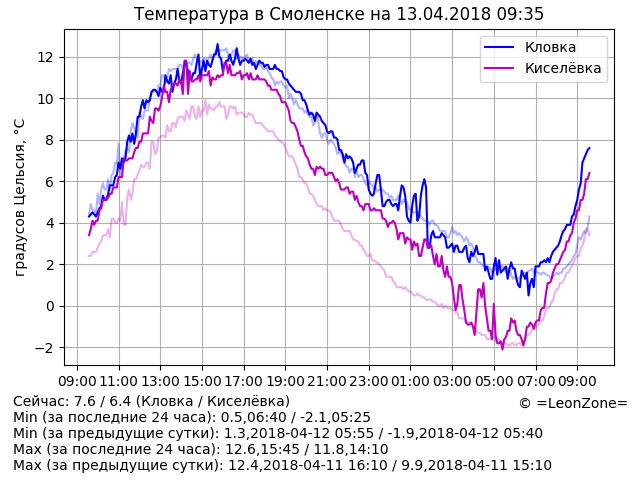 Температура в Смоленске на 13.04.2018 09:35
Кловка
Киселёвка
градусов Цельсия, °C
12
10
8
6
4
2
0
−2
09:00 11:00 13:00 15:00 17:00 19:00 21:00 23:00 01:00 03:00 05:00 07:00 09:00
Сейчас: 7.6 / 6.4 (Кловка / Киселёвка)
© =LeonZone=
Min (за последние 24 часа): 0.5,06:40 / -2.1,05:25
Min (за предыдущие сутки): 1.3,2018-04-12 05:55 / -1.9,2018-04-12 05:40
Max (за последние 24 часа): 12.6,15:45 / 11.8,14:10
Max (за предыдущие сутки): 12.4,2018-04-11 16:10 / 9.9,2018-04-11 15:10